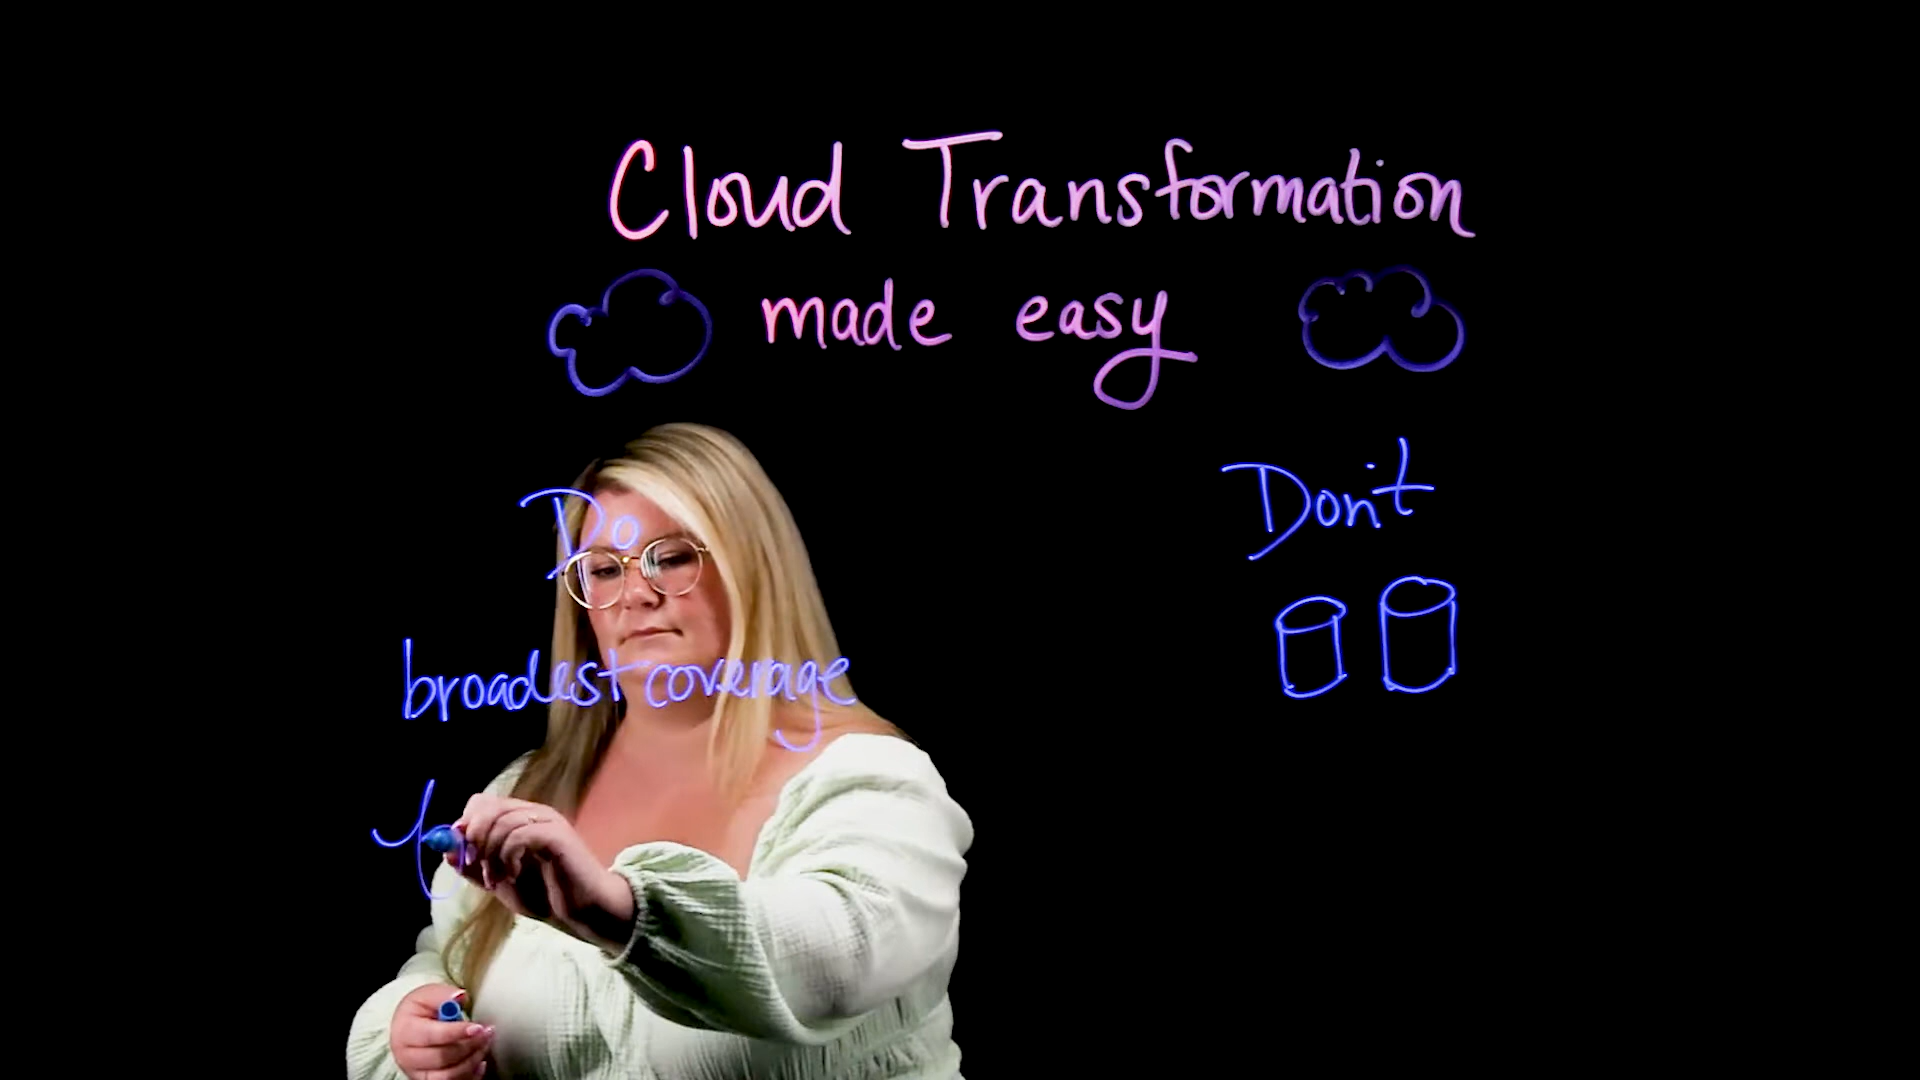 Cloud Transformation
made easy
Do
Don't
broadest coverage